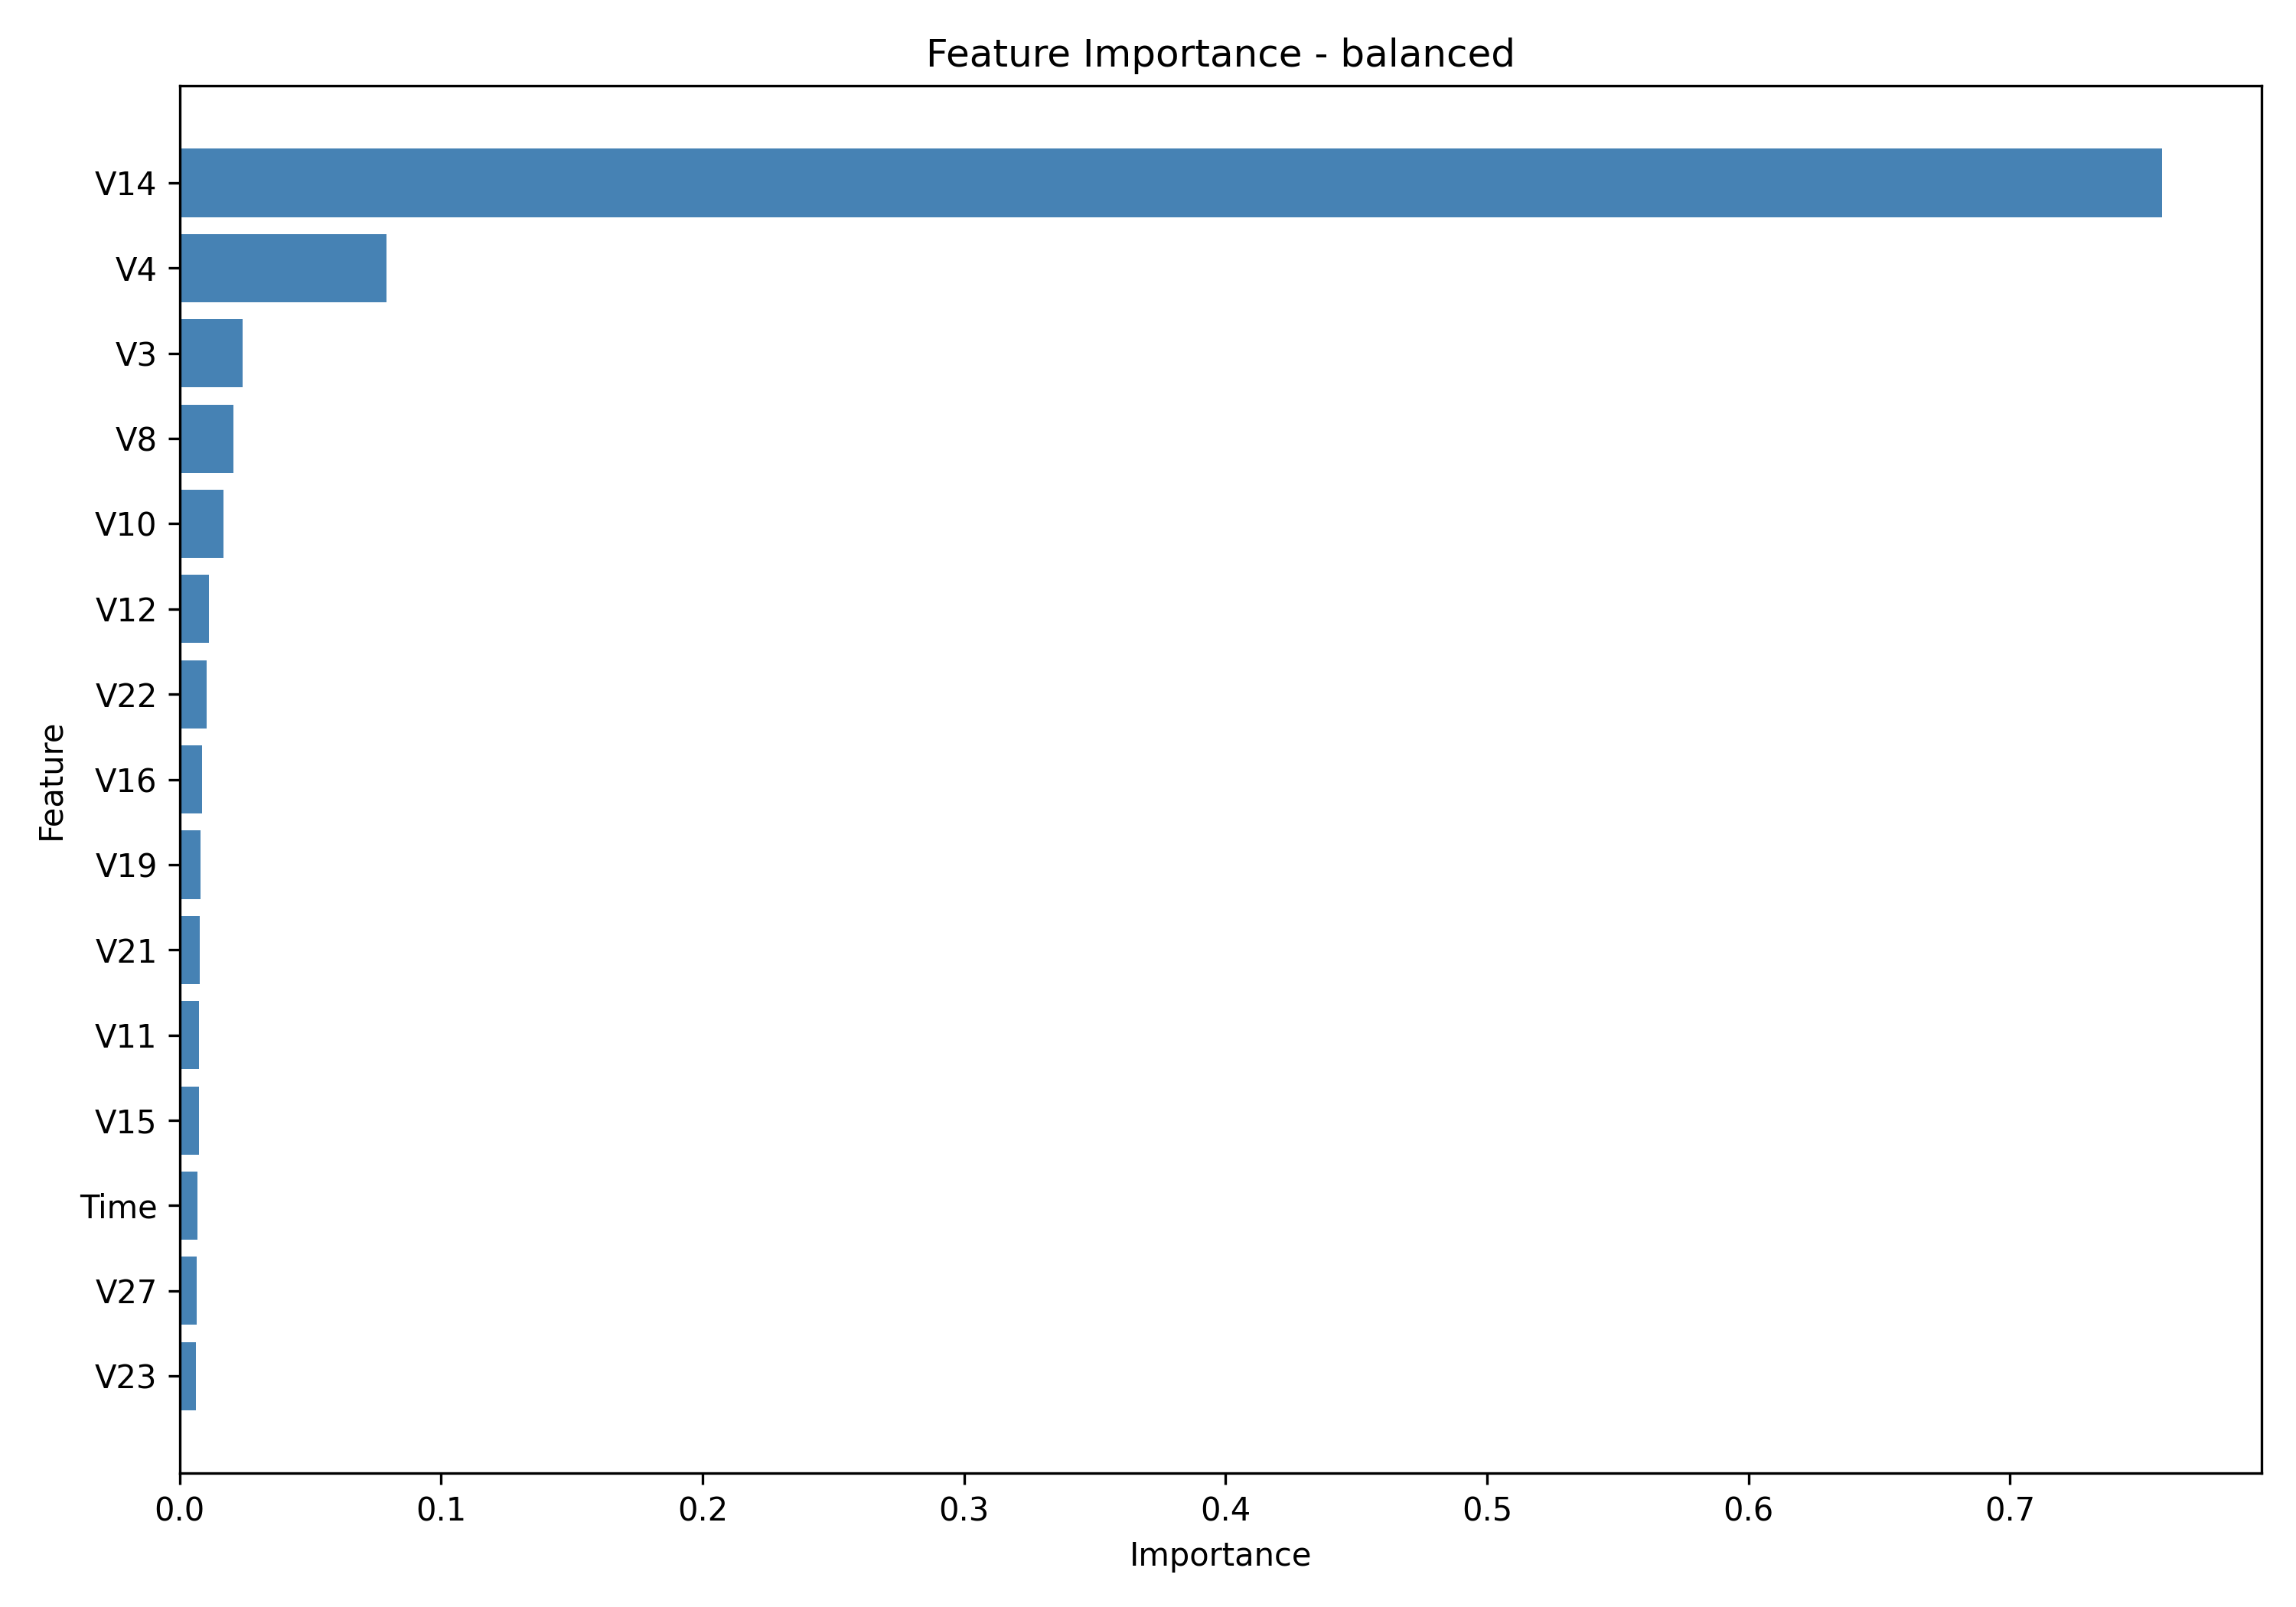 Feature Importance - balanced
V14
V4
V3
V8
V10
V12
V22
V16
V19
V21
V11
V15
Time
V27
V23
Feature
0.0 0.1 0.2 0.3 0.4 0.5 0.6 0.7
Importance